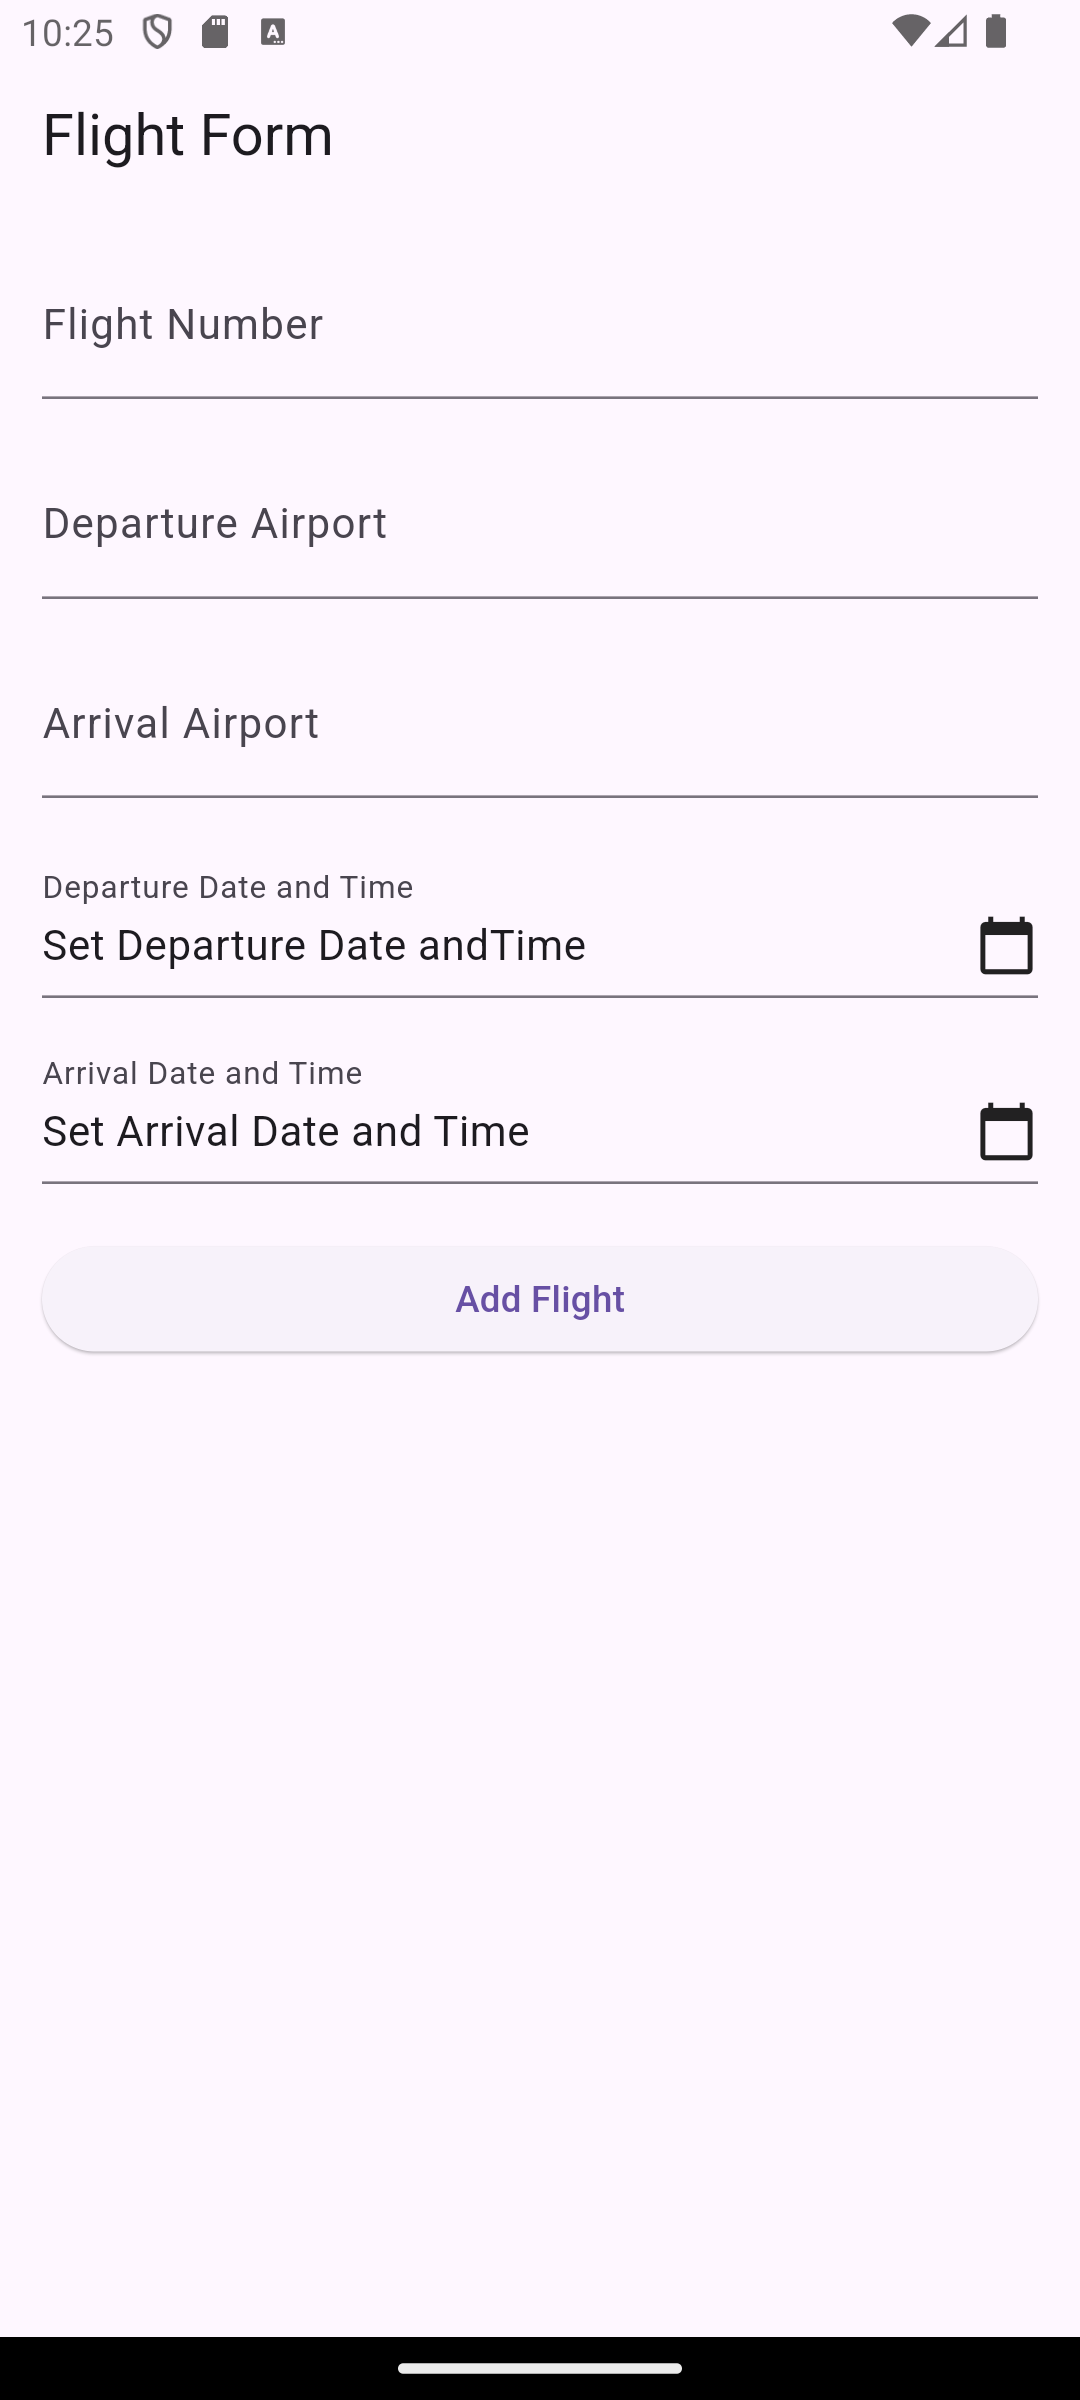 10:25
Flight Form
Flight Number
Departure Airport
Arrival Airport
Departure Date and Time
Set Departure Date andTime
Arrival Date and Time
Set Arrival Date and Time
Add Flight